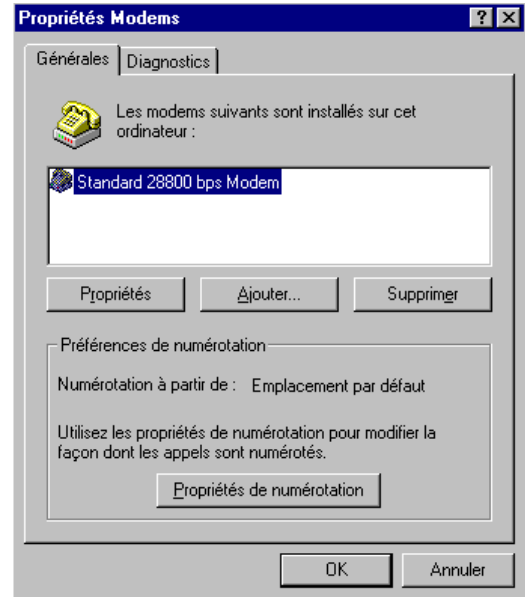 Propriétés Modems
Générales
Diagnostics
Les modems suivants sont installés sur cet
ordinateur :
Standard 28800 bps Modem
Propriétés
Ajouter...
Supprimer
Préférences de numérotation
Numérotation à partir de : Emplacement par défaut
Utilisez les propriétés de numérotation pour modifier la
façon dont les appels sont numérotés.
Propriétés de numérotation
OK
Annuler